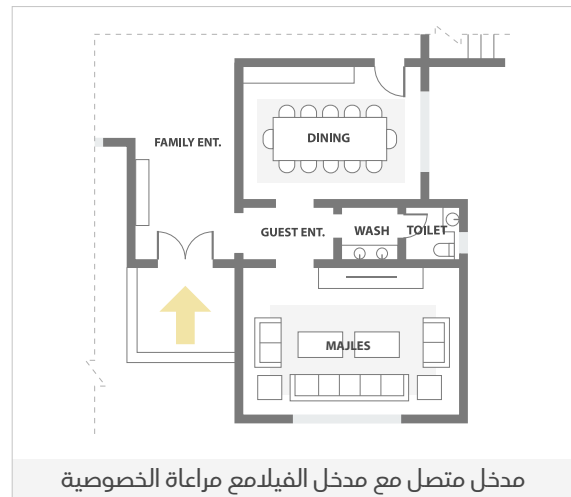 DINING
FAMILY ENT.
GUEST ENT.
WASH
TOILET
MAJLES
مدخل متصل مع مدخل الفيلامع مراعاة الخصوصية